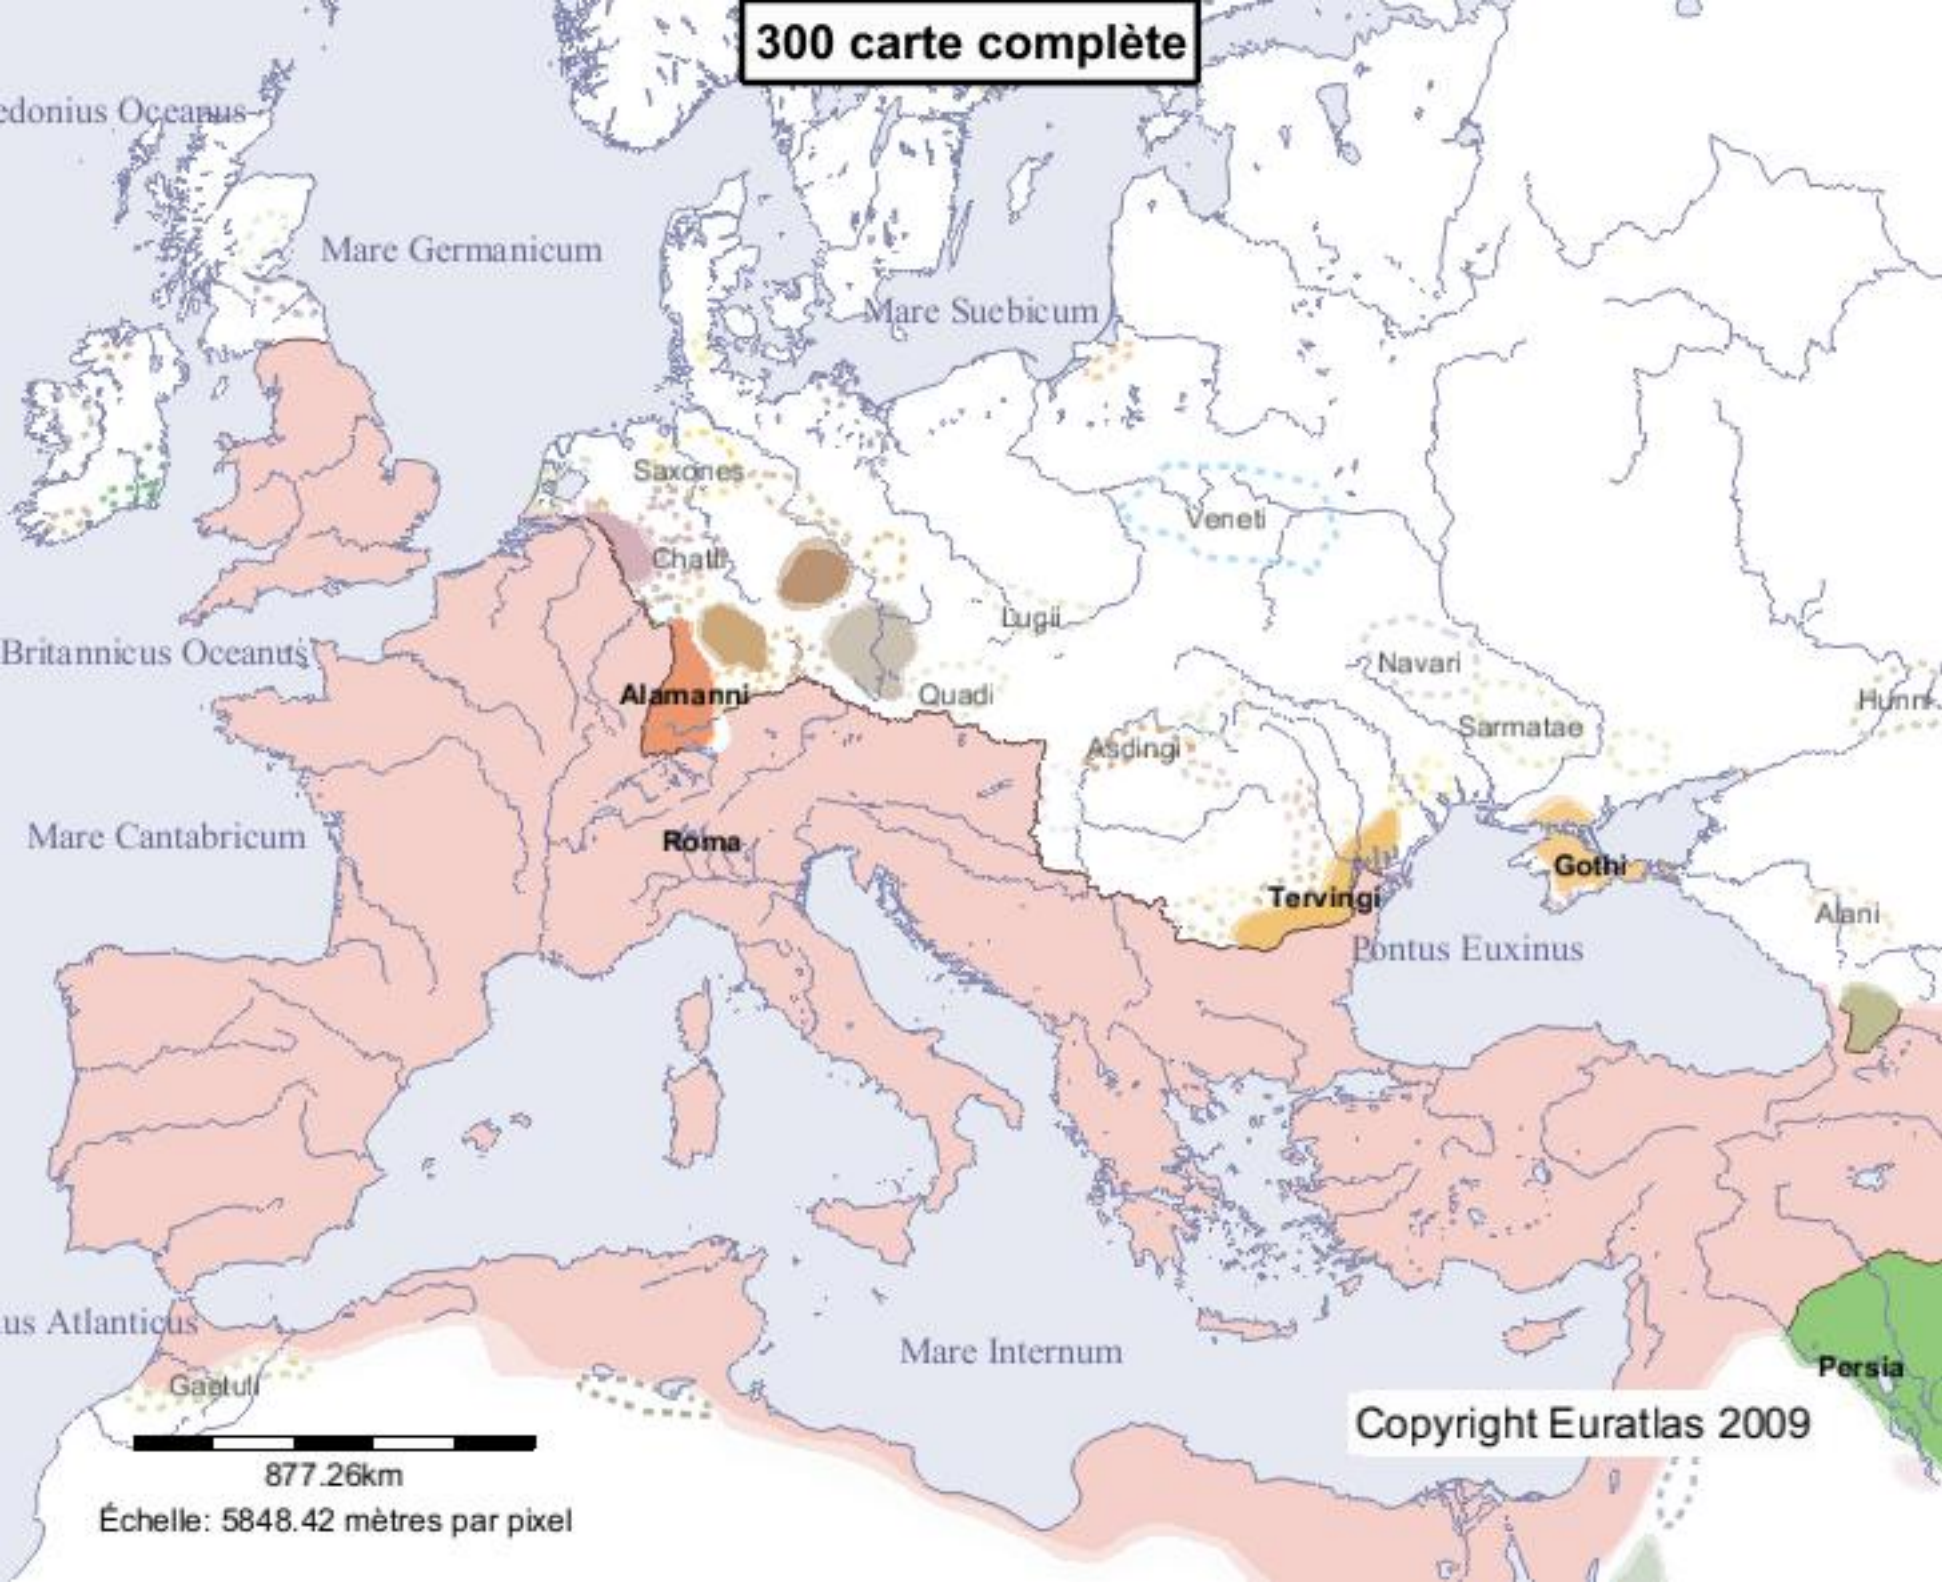 300 carte complète
edonius Oceanus
Mare Germanicum
Mare Suebicum
Saxones
Veneti
Chatti
Lugii
Britannicus Oceanus
Navari
Alamanni
Quadi
Hunni
Sarmatae
Asdingi
Mare Cantabricum
Roma
Gothi
Tervingi
Alani
Pontus Euxinus
us Atlanticus
Mare Internum
Persia
Gaetuli
Copyright Euratlas 2009
877.26km
Échelle: 5848.42 mètres par pixel